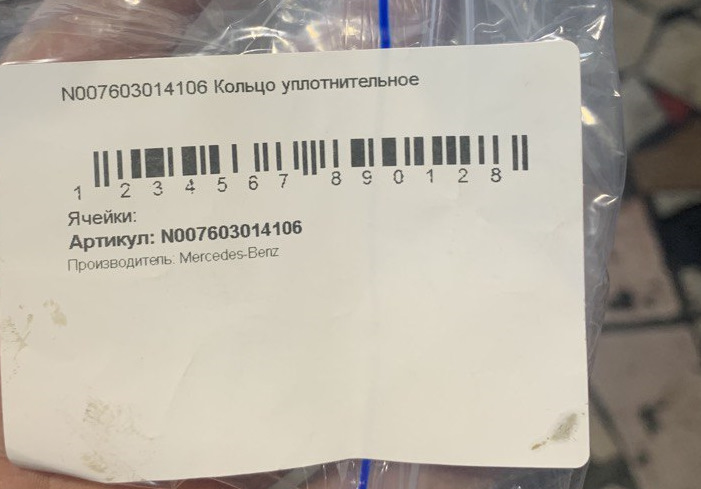 N007603014106 Кольцо уплотнительное
1 2 3 4 5 6 7 8 9 0 1 2 8
Ячейки:
Артикул: N007603014106
Производитель: Mercedes-Benz